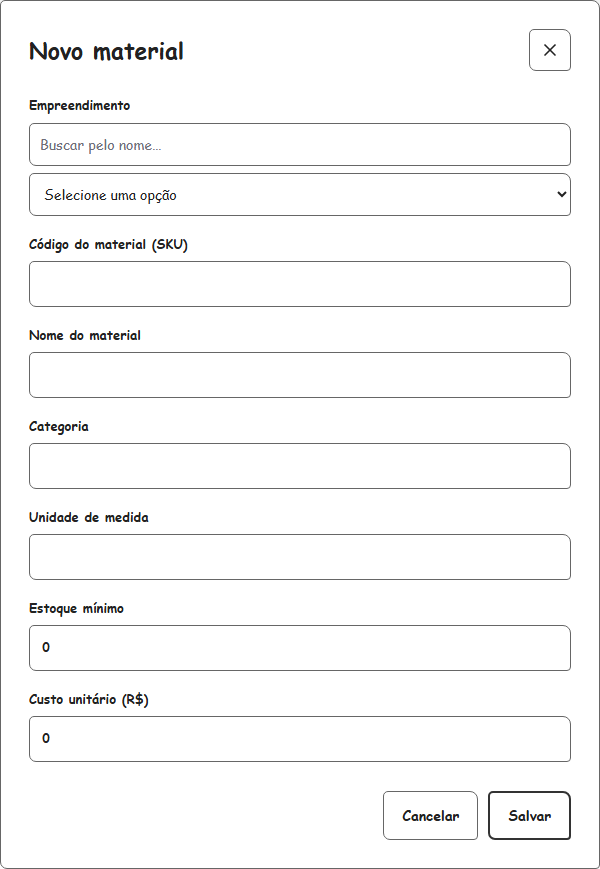 Novo material
Empreendimento
Buscar pelo nome...
Selecione uma opção
Código do material (SKU)
Nome do material
Categoria
Unidade de medida
Estoque mínimo
0
Custo unitário (R$)
0
Cancelar
Salvar